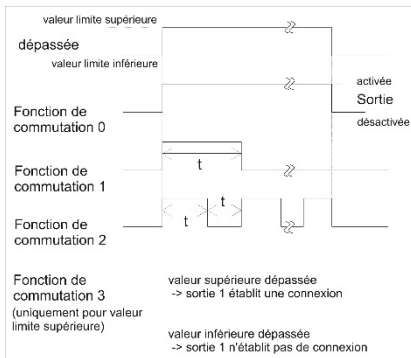 valeur limite supérieure
dépassée
valeur limite inférieure
activée
Sortie
désactivée
Fonction de
commutation 0
t
Fonction de
commutation 1
t
t
Fonction de
commutation 2
Fonction de
commutation 3
(uniquement pour valeur
limite supérieure)
valeur supérieure dépassée
-> sortie 1 établit une connexion
valeur inférieure dépassée
-> sortie 1 n'établit pas de connexion